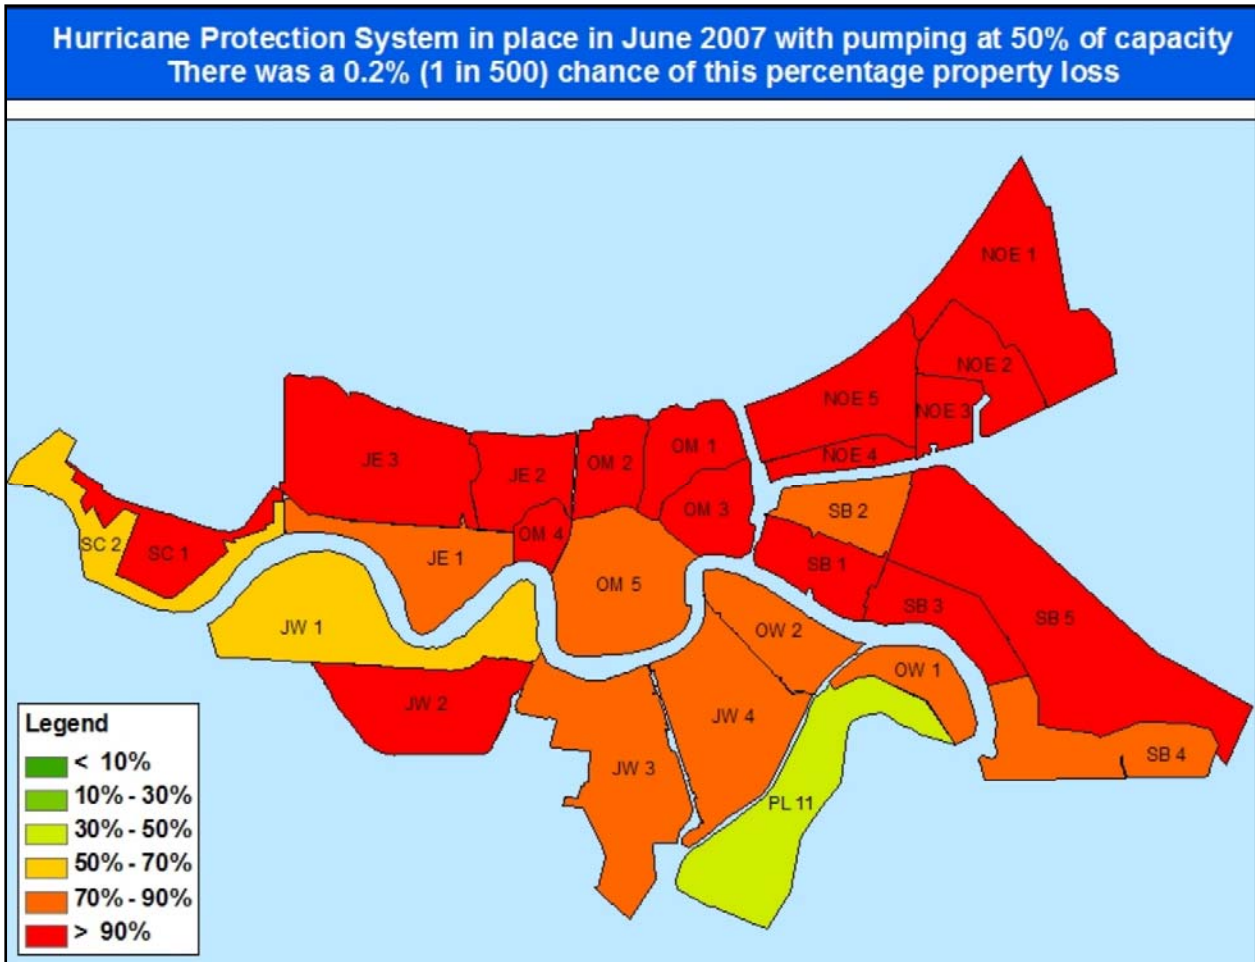 Hurricane Protection System in place in June 2007 with pumping at 50% of capacity
There was a 0.2% (1 in 500) chance of this percentage property loss
NOE 1
NOE 2
NOE 5
NOE 3
NOE 4
JE 3
JE 2
OM 2
OM 1
OM 3
OM 4
SB 2
SC 2
SC 1
JE 1
OM 5
SB 1
SB 3
SB 5
JW 1
OW 2
OW 1
JW 2
JW 4
JW 3
SB 4
PL 11
Legend
< 10%
10% - 30%
30% - 50%
50% - 70%
70% - 90%
> 90%